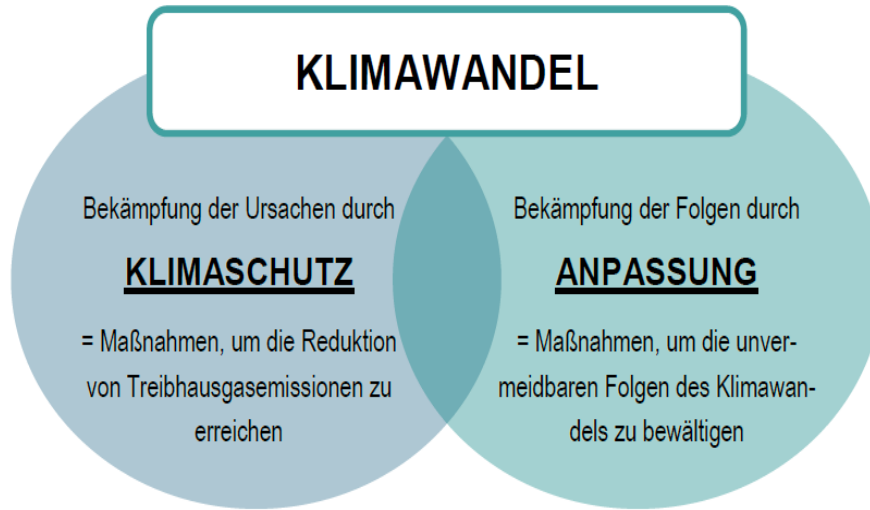 KLIMAWANDEL
Bekämpfung der Ursachen durch
KLIMASCHUTZ
= Maßnahmen, um die Reduktion
von Treibhausgasemissionen zu
erreichen
Bekämpfung der Folgen durch
ANPASSUNG
= Maßnahmen, um die unver-
meidbaren Folgen des Klimawan-
dels zu bewältigen